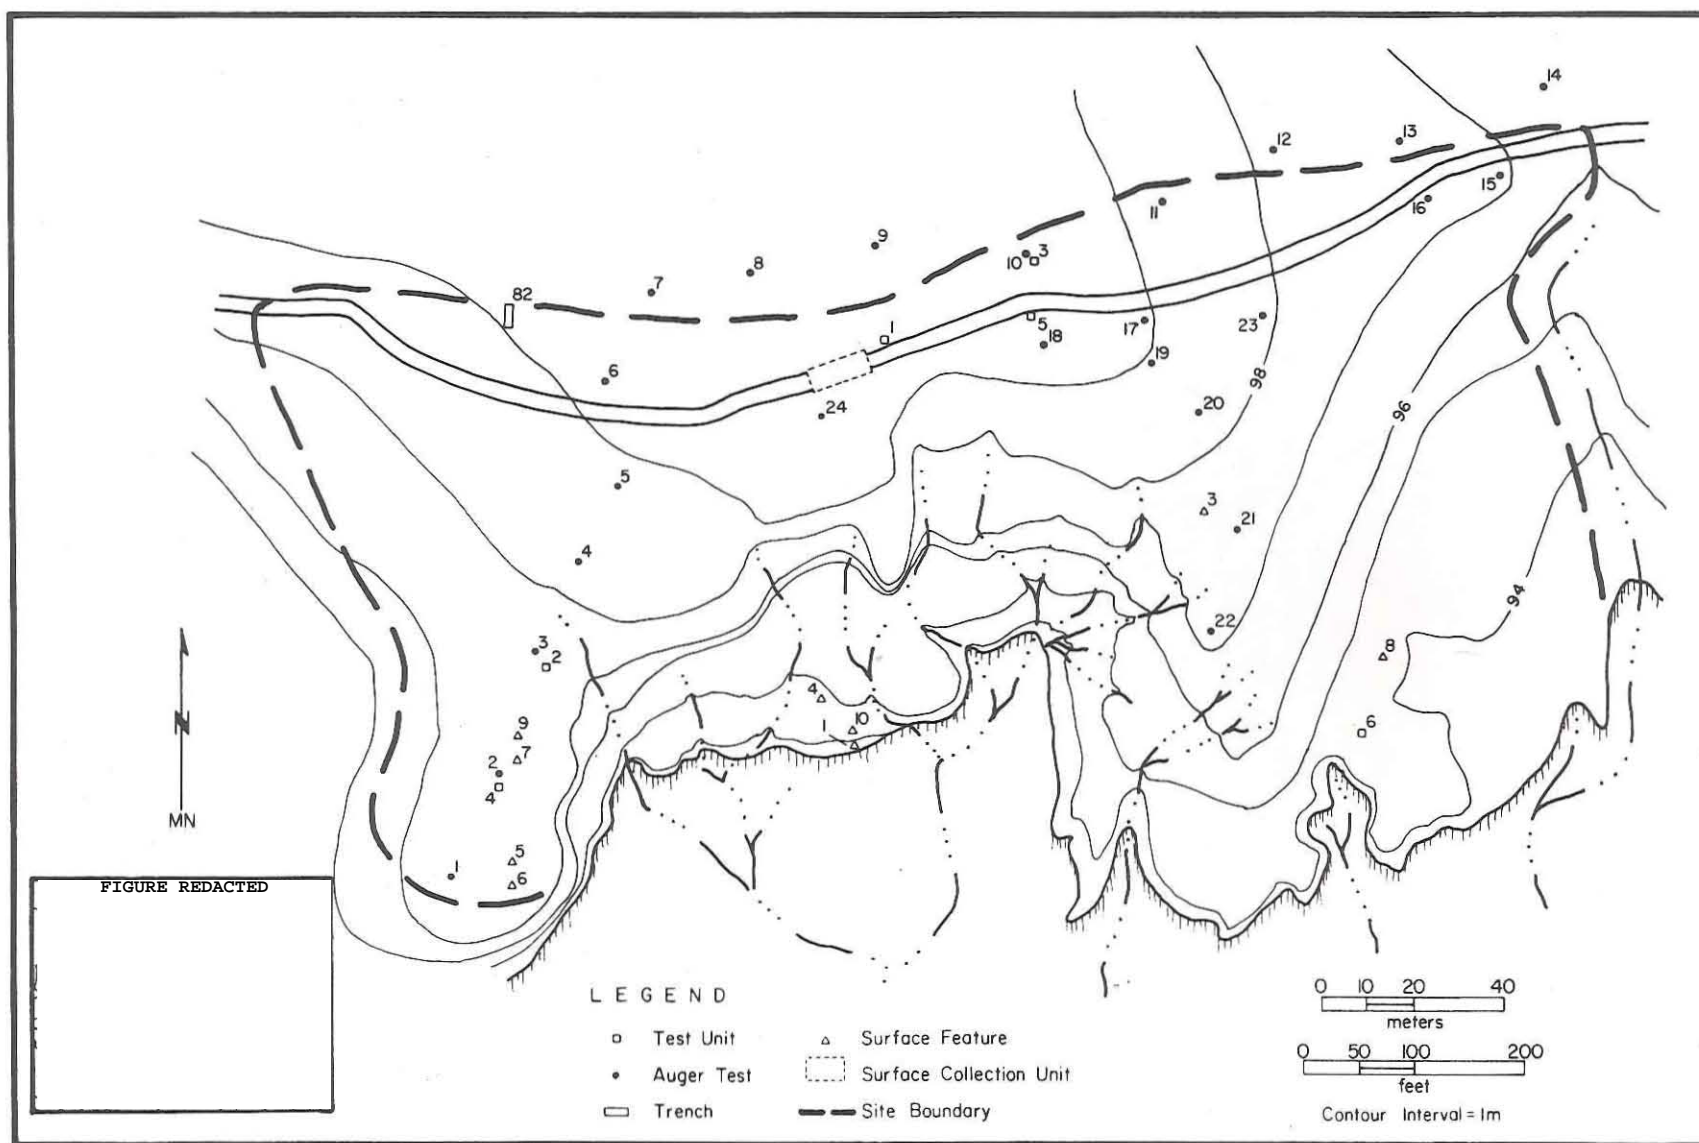 14
12
13
15
16
11
9
10
3
8
7
82
1
5
17
23
18
19
6
98
24
20
96
5
3
21
4
94
22
3
2
8
4
9
10
1
6
7
2
N
4
MN
5
1
6
FIGURE REDACTED
LEGEND
Test Unit
Surface Feature
Auger Test
Surface Collection Unit
Trench
Site Boundary
0 10 20 40
meters
0 50 100 200
feet
Contour Interval = 1m